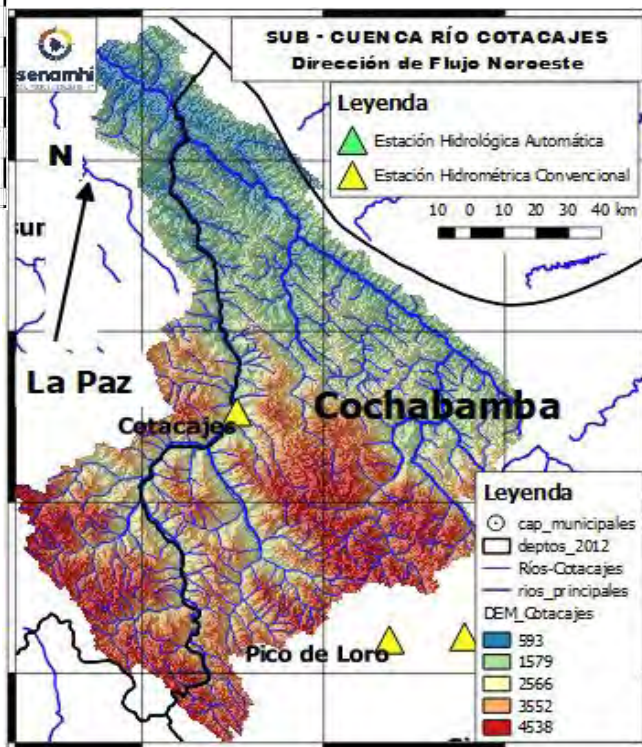 senamhi
SUB - CUENCA RÍO COTACAJES
Dirección de Flujo Noroeste
Leyenda
Estación Hidrológica Automática
Estación Hidrométrica Convencional
10 0 10 20 30 40 km
N
sur
La Paz
Cotacajes
Cochabamba
Pico de Loro
Leyenda
cap_municipales
deptos_2012
Ríos-Cotacajes
rios_principales
DEM_Cotacajes
593
1579
2566
3552
4538